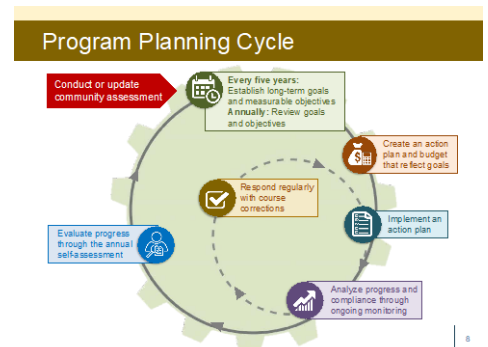 Program Planning Cycle
Conduct or update
community assessment
Every five years:
Establish long-term goals
and measurable objectives
Annually: Review goals
and objectives
Create an action
plan and budget
that reflect goals
Respond regularly
with course
corrections
Implement an
action plan
Evaluate progress
through the annual
self-assessment
Analyze progress and
compliance through
ongoing monitoring
8